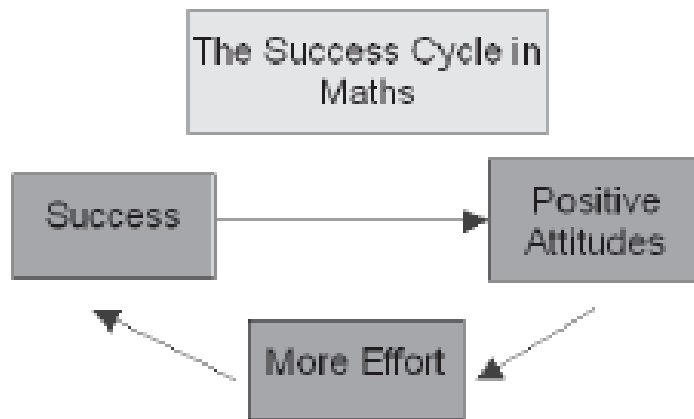 The Success Cycle in
Maths
Success
Positive
Attitudes
More Effort